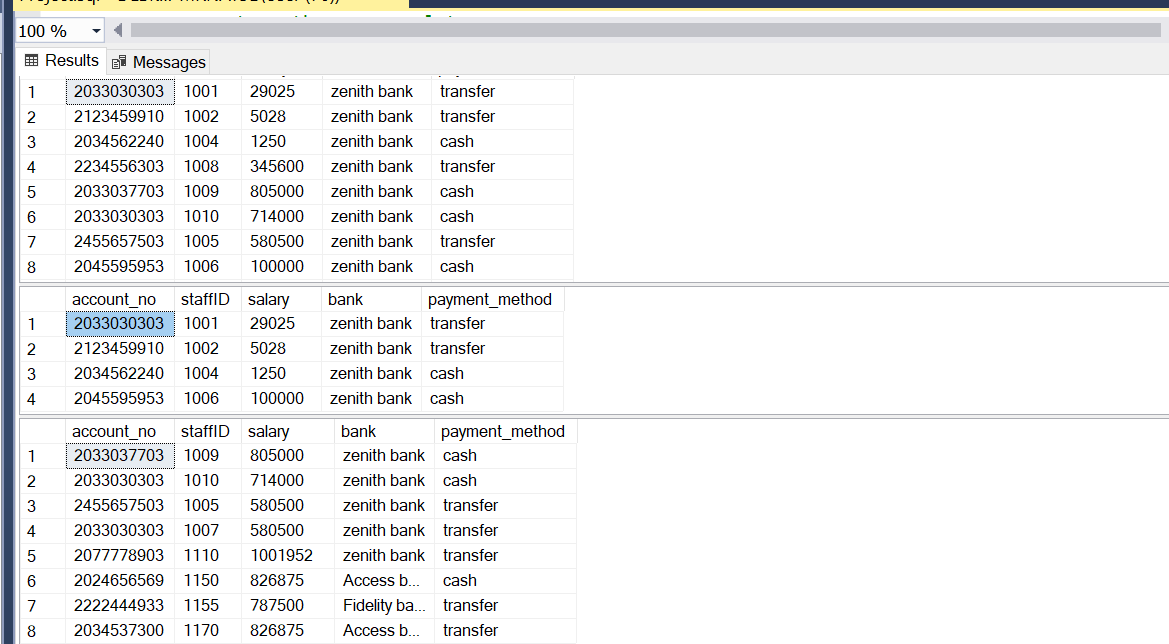 100 %
Results Messages
1 2033030303 1001 29025 zenith bank transfer
2 2123459910 1002 5028 zenith bank transfer
3 2034562240 1004 1250 zenith bank cash
4 2234556303 1008 345600 zenith bank transfer
5 2033037703 1009 805000 zenith bank cash
6 2033030303 1010 714000 zenith bank cash
7 2455657503 1005 580500 zenith bank transfer
8 2045595953 1006 100000 zenith bank cash
account_no staffID salary bank payment_method
1 2033030303 1001 29025 zenith bank transfer
2 2123459910 1002 5028 zenith bank transfer
3 2034562240 1004 1250 zenith bank cash
4 2045595953 1006 100000 zenith bank cash
account_no staffID salary bank payment_method
1 2033037703 1009 805000 zenith bank cash
2 2033030303 1010 714000 zenith bank cash
3 2455657503 1005 580500 zenith bank transfer
4 2033030303 1007 580500 zenith bank transfer
5 2077778903 1110 1001952 zenith bank transfer
6 2024656569 1150 826875 Access b... cash
7 2222444933 1155 787500 Fidelity ba... transfer
8 2034537300 1170 826875 Access b... transfer